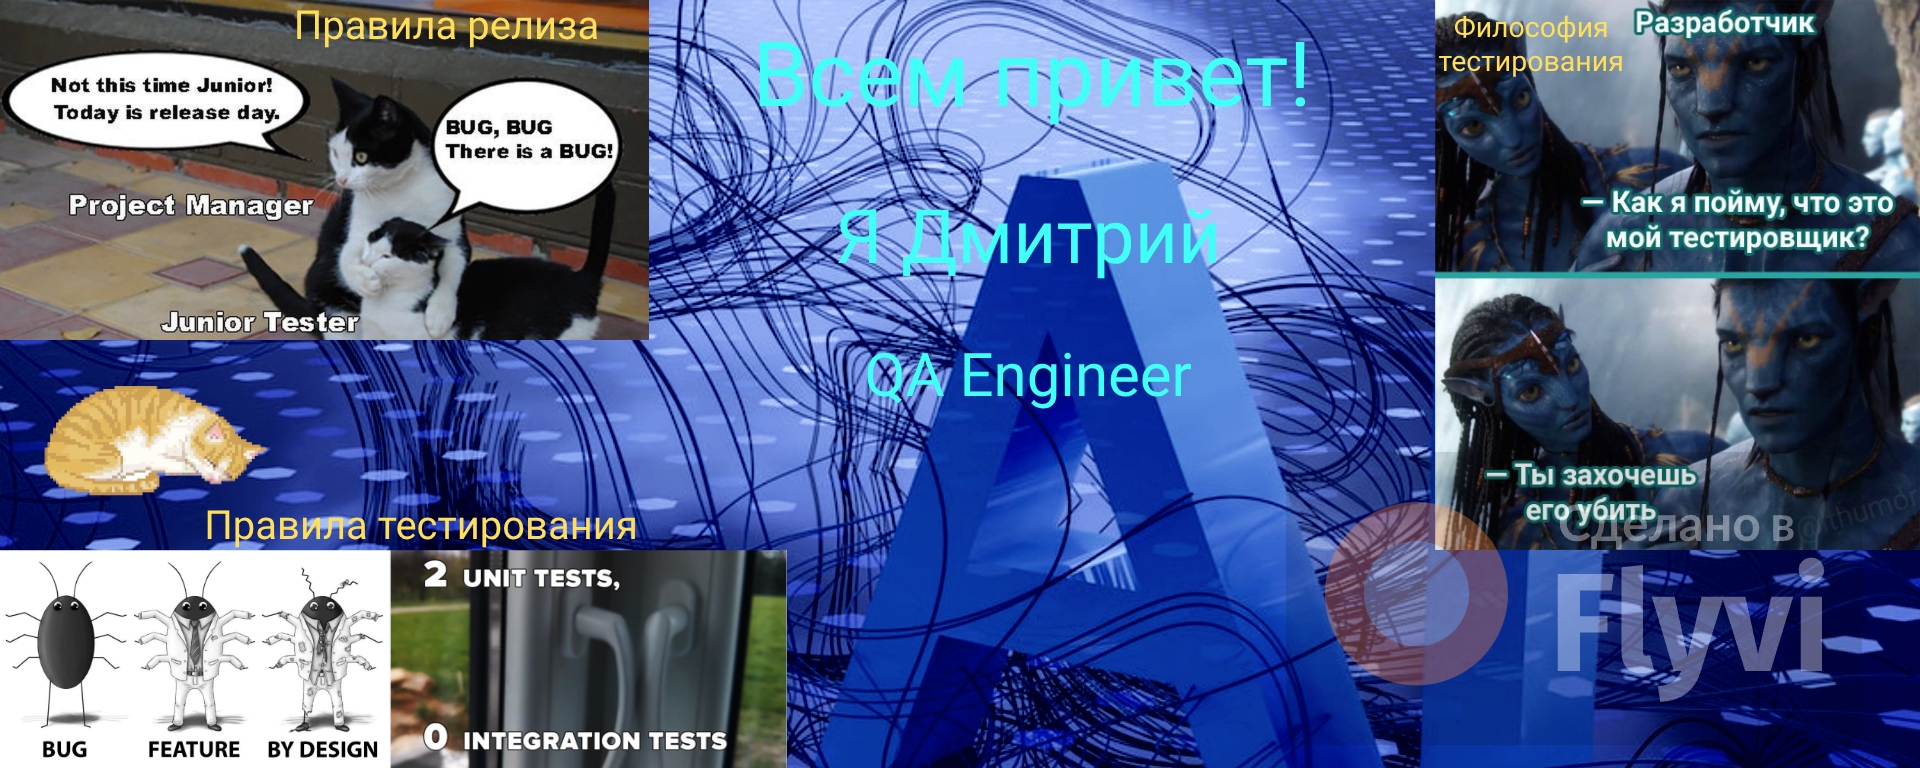 Правила релиза
Not this time Junior!
Today is release day.
BUG, BUG
There is a BUG!
Project Manager
Junior Tester
Всем привет!
Я Дмитрий
QA Engineer
Философия
тестирования
Разработчик
— Как я пойму, что это
мой тестировщик?
— Ты захочешь
его убить
Правила тестирования
BUG
FEATURE
BY DESIGN
2 UNIT TESTS,
0 INTEGRATION TESTS
Сделано в
Flyvi